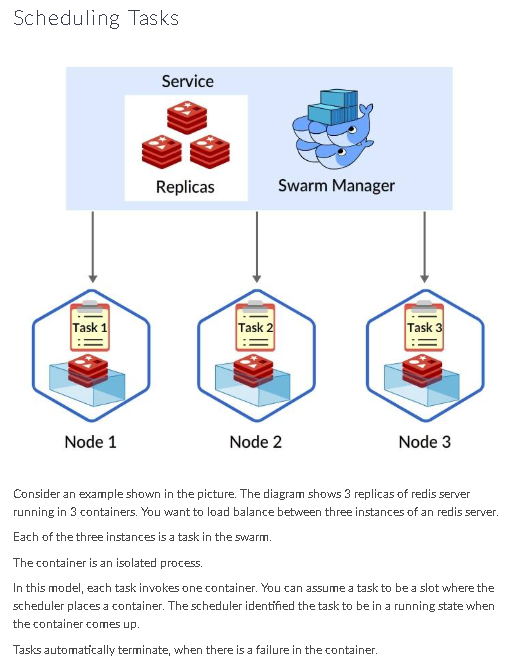 Scheduling Tasks
Service
Replicas
Swarm Manager
Task 1
Task 2
Task 3
Node 1
Node 2
Node 3
Consider an example shown in the picture. The diagram shows 3 replicas of redis server
running in 3 containers. You want to load balance between three instances of an redis server.
Each of the three instances is a task in the swarm.
The container is an isolated process.
In this model, each task invokes one container. You can assume a task to be a slot where the
scheduler places a container. The scheduler identified the task to be in a running state when
the container comes up.
Tasks automatically terminate, when there is a failure in the container.